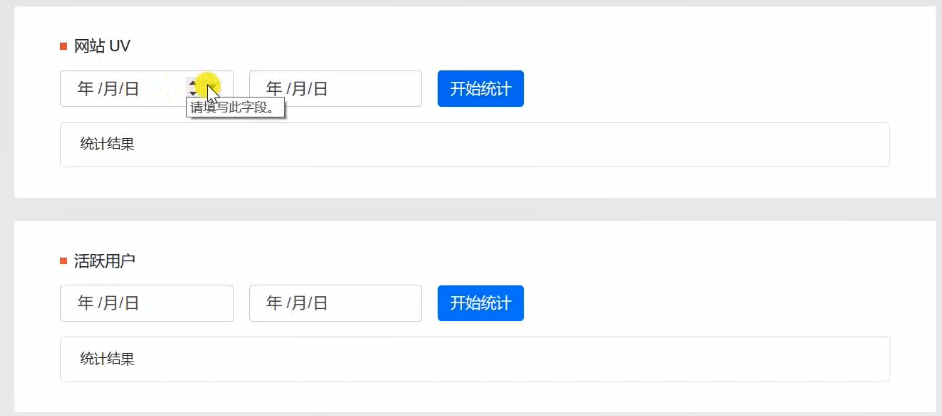 网站 UV
年 /月/日 年 /月/日 开始统计
请填写此字段。
统计结果
活跃用户
年 /月/日 年 /月/日 开始统计
统计结果